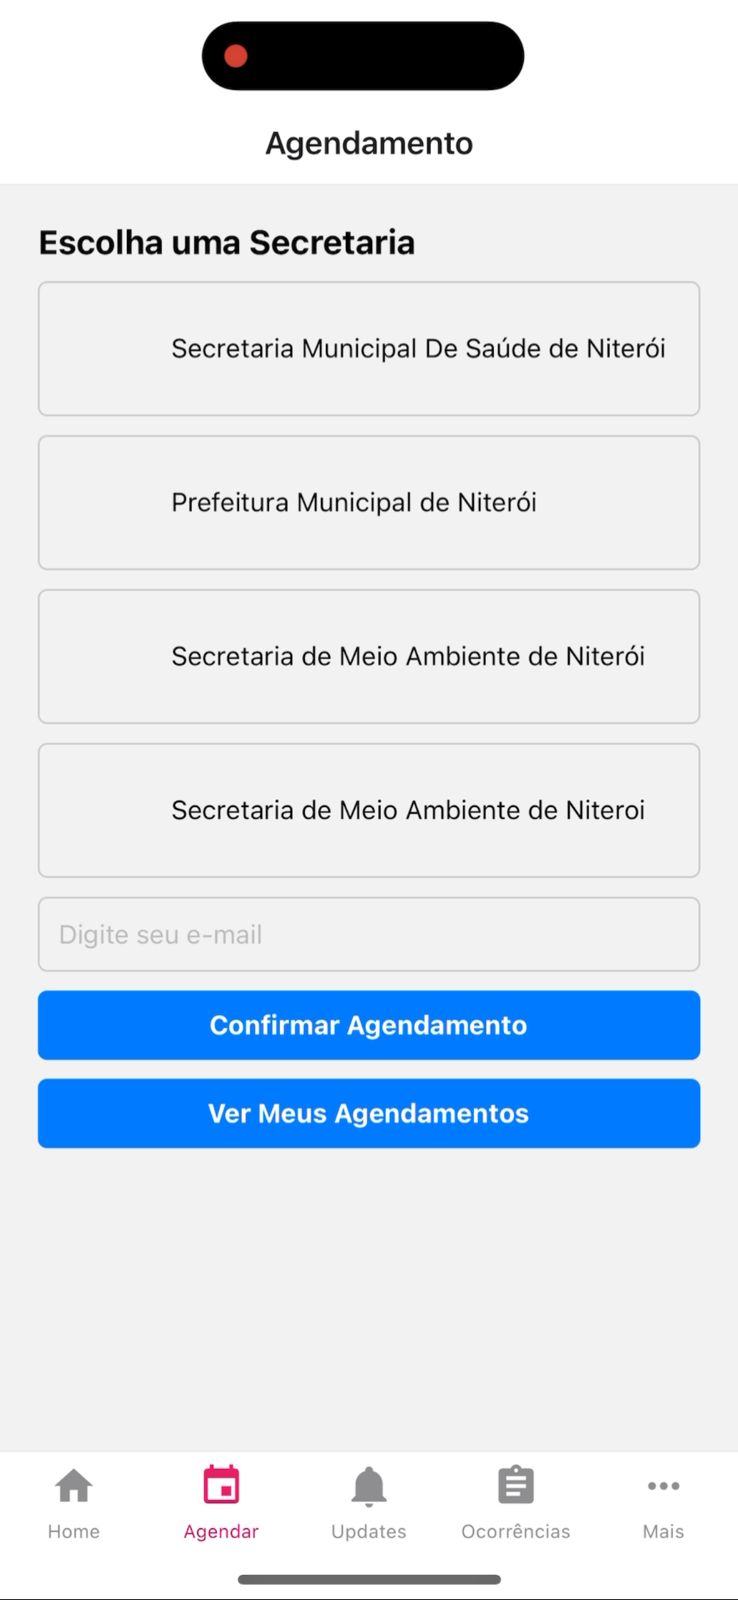 Agendamento
Escolha uma Secretaria
Secretaria Municipal De Saúde de Niterói
Prefeitura Municipal de Niterói
Secretaria de Meio Ambiente de Niterói
Secretaria de Meio Ambiente de Niteroi
Digite seu e-mail
Confirmar Agendamento
Ver Meus Agendamentos
Home
Agendar
Updates
Ocorrências
Mais